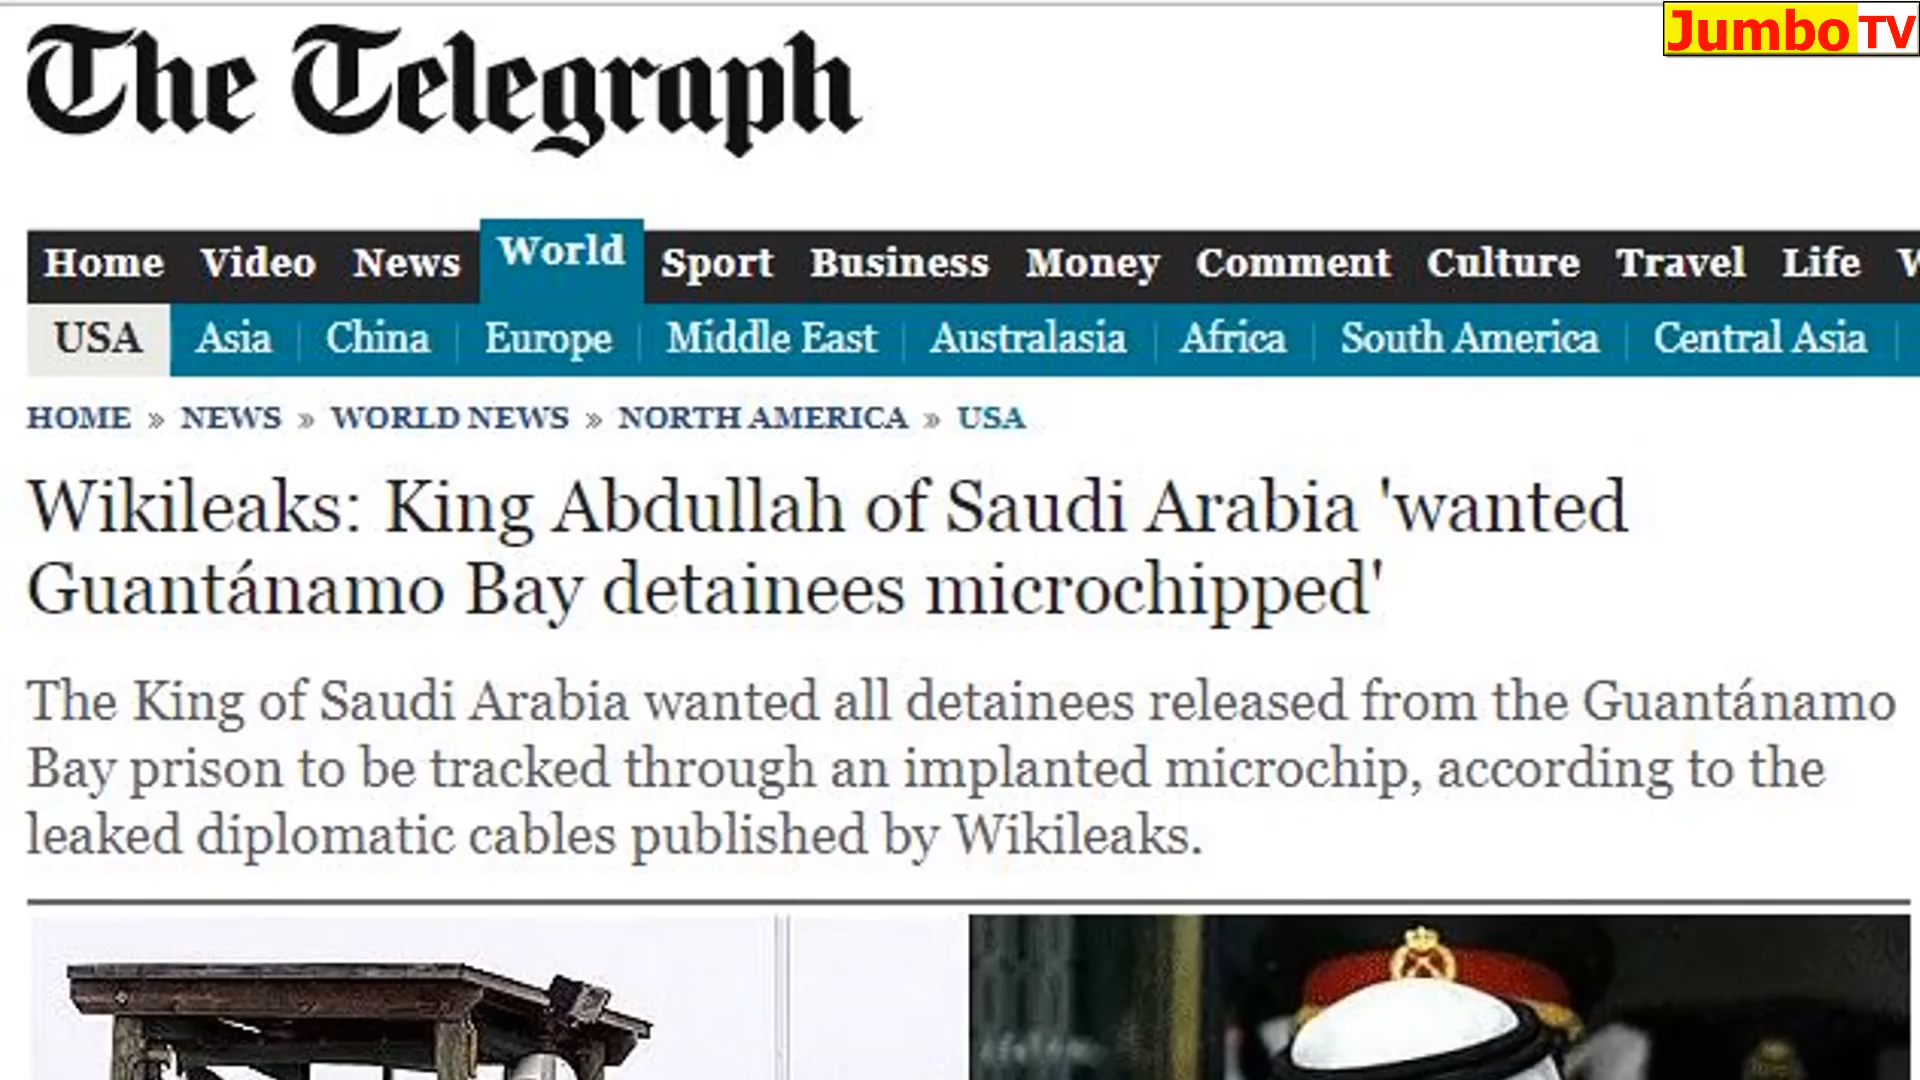 Jumbo TV
The Telegraph
Home Video News World Sport Business Money Comment Culture Travel Life
USA Asia China Europe Middle East Australasia Africa South America Central Asia
HOME » NEWS » WORLD NEWS » NORTH AMERICA » USA
Wikileaks: King Abdullah of Saudi Arabia 'wanted
Guantánamo Bay detainees microchipped'
The King of Saudi Arabia wanted all detainees released from the Guantánamo
Bay prison to be tracked through an implanted microchip, according to the
leaked diplomatic cables published by Wikileaks.